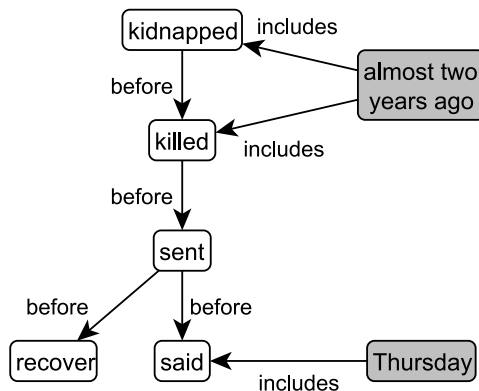 kidnapped
includes
almost two
years ago
before
killed
includes
before
sent
before
before
recover
said
Thursday
includes